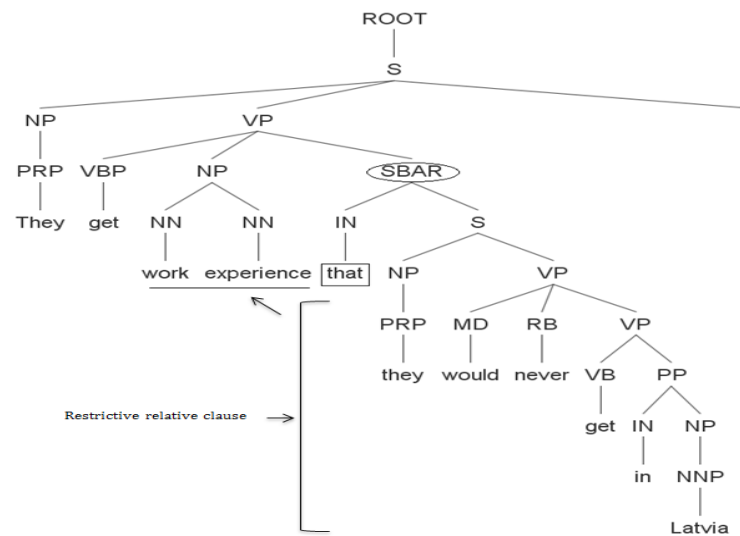 ROOT
S
NP VP
PRP VBP NP SBAR
They get NN NN IN S
work experience that NP VP
PRP MD RB VP
they would never VB PP
Restrictive relative clause
get IN NP
in NNP
Latvia